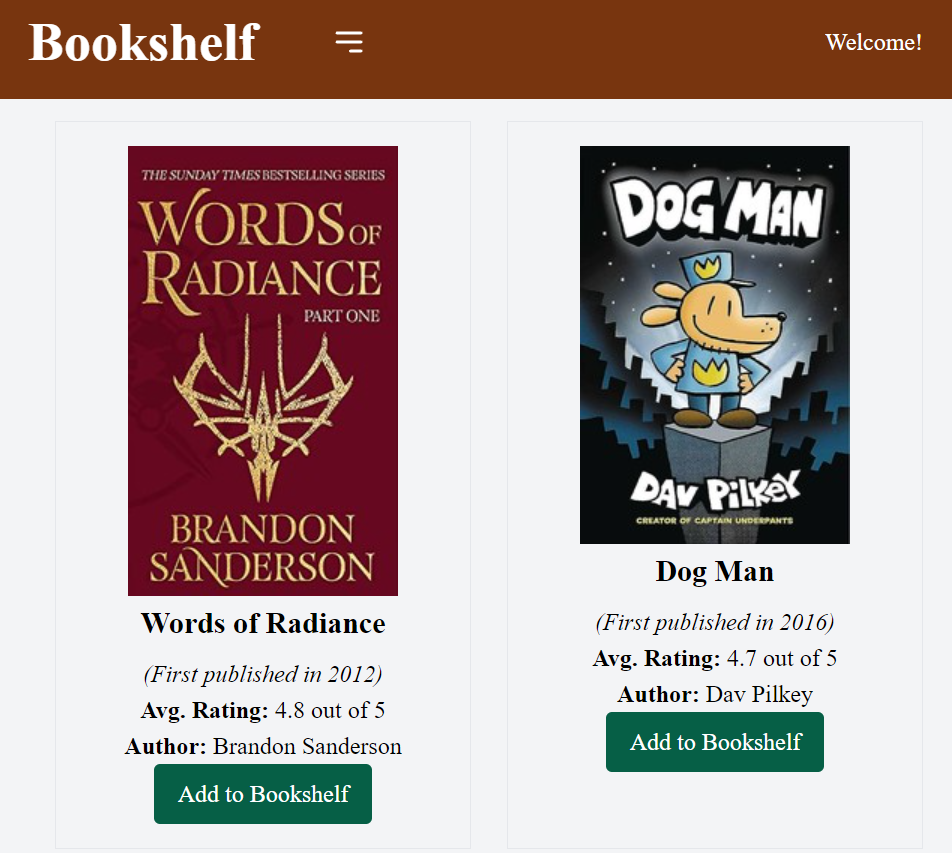 Bookshelf
Welcome!
THE SUNDAY TIMES BESTSELLING SERIES
WORDS OF
RADIANCE
PART ONE
BRANDON
SANDERSON
Words of Radiance
(First published in 2012)
Avg. Rating: 4.8 out of 5
Author: Brandon Sanderson
Add to Bookshelf
DOG MAN
DAV PiLKEY
CREATOR OF CAPTAIN UNDERPANTS
Dog Man
(First published in 2016)
Avg. Rating: 4.7 out of 5
Author: Dav Pilkey
Add to Bookshelf